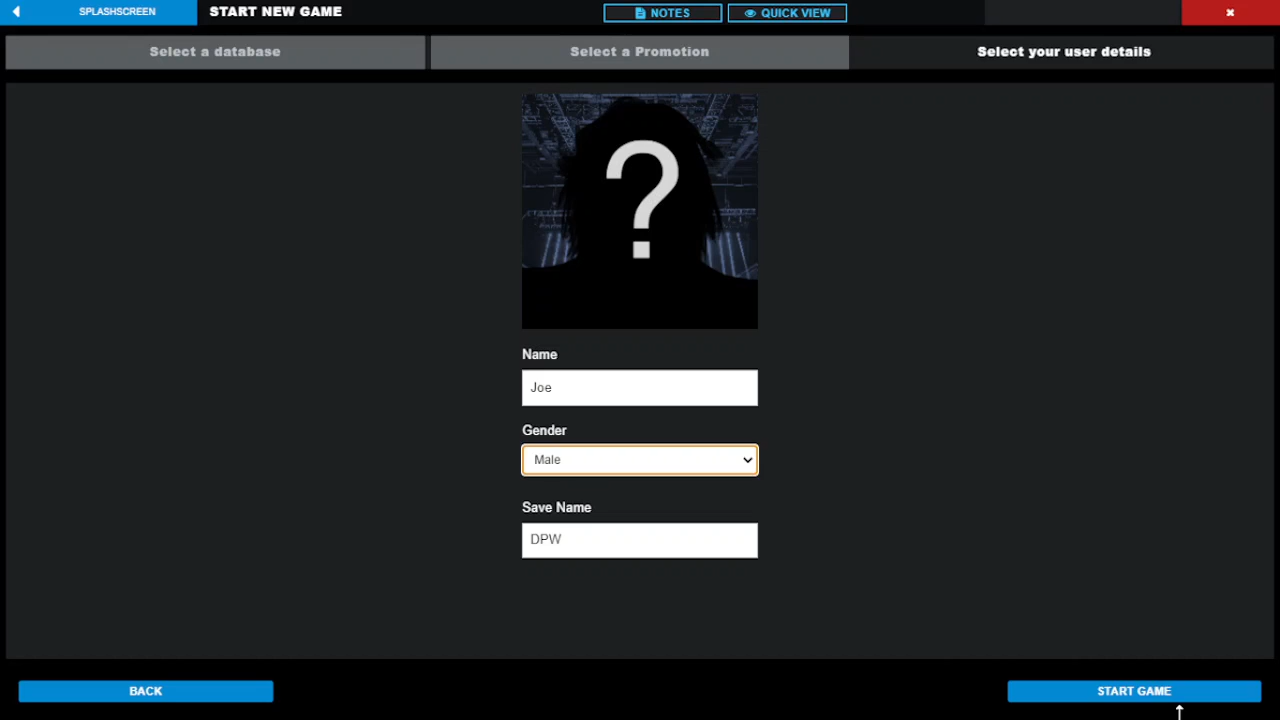 SPLASHSCREEN
START NEW GAME
NOTES
QUICK VIEW
Select a database
Select a Promotion
Select your user details
?
Name
Joe
Gender
Male
Save Name
DPW
BACK
START GAME